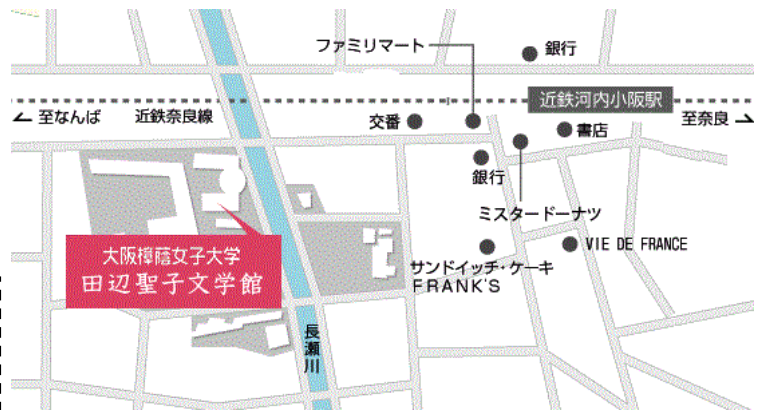 ファミリマート
銀行
近鉄河内小阪駅
至なんば
近鉄奈良線
交番
書店
至奈良
銀行
ミスタードーナツ
大阪樟蔭女子大学
田辺聖子文学館
VIE DE FRANCE
サンドイッチ・ケーキ
FRANK'S
長瀬川